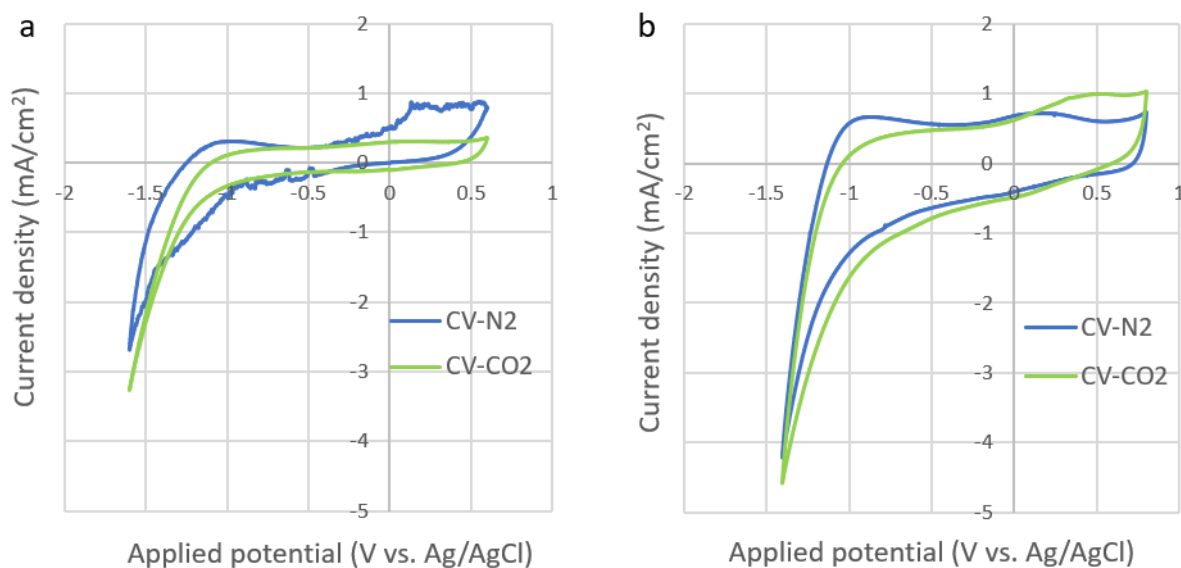 a
Current density (mA/cm²)
2
1
0
-2 -1.5 -1 -0.5 0 0.5 1
-1
-2
-3
-4
-5
CV-N2
CV-CO2
Applied potential (V vs. Ag/AgCl)
b
Current density (mA/cm²)
2
1
0
-2 -1.5 -1 -0.5 0 0.5 1
-1
-2
-3
-4
-5
CV-N2
CV-CO2
Applied potential (V vs. Ag/AgCl)